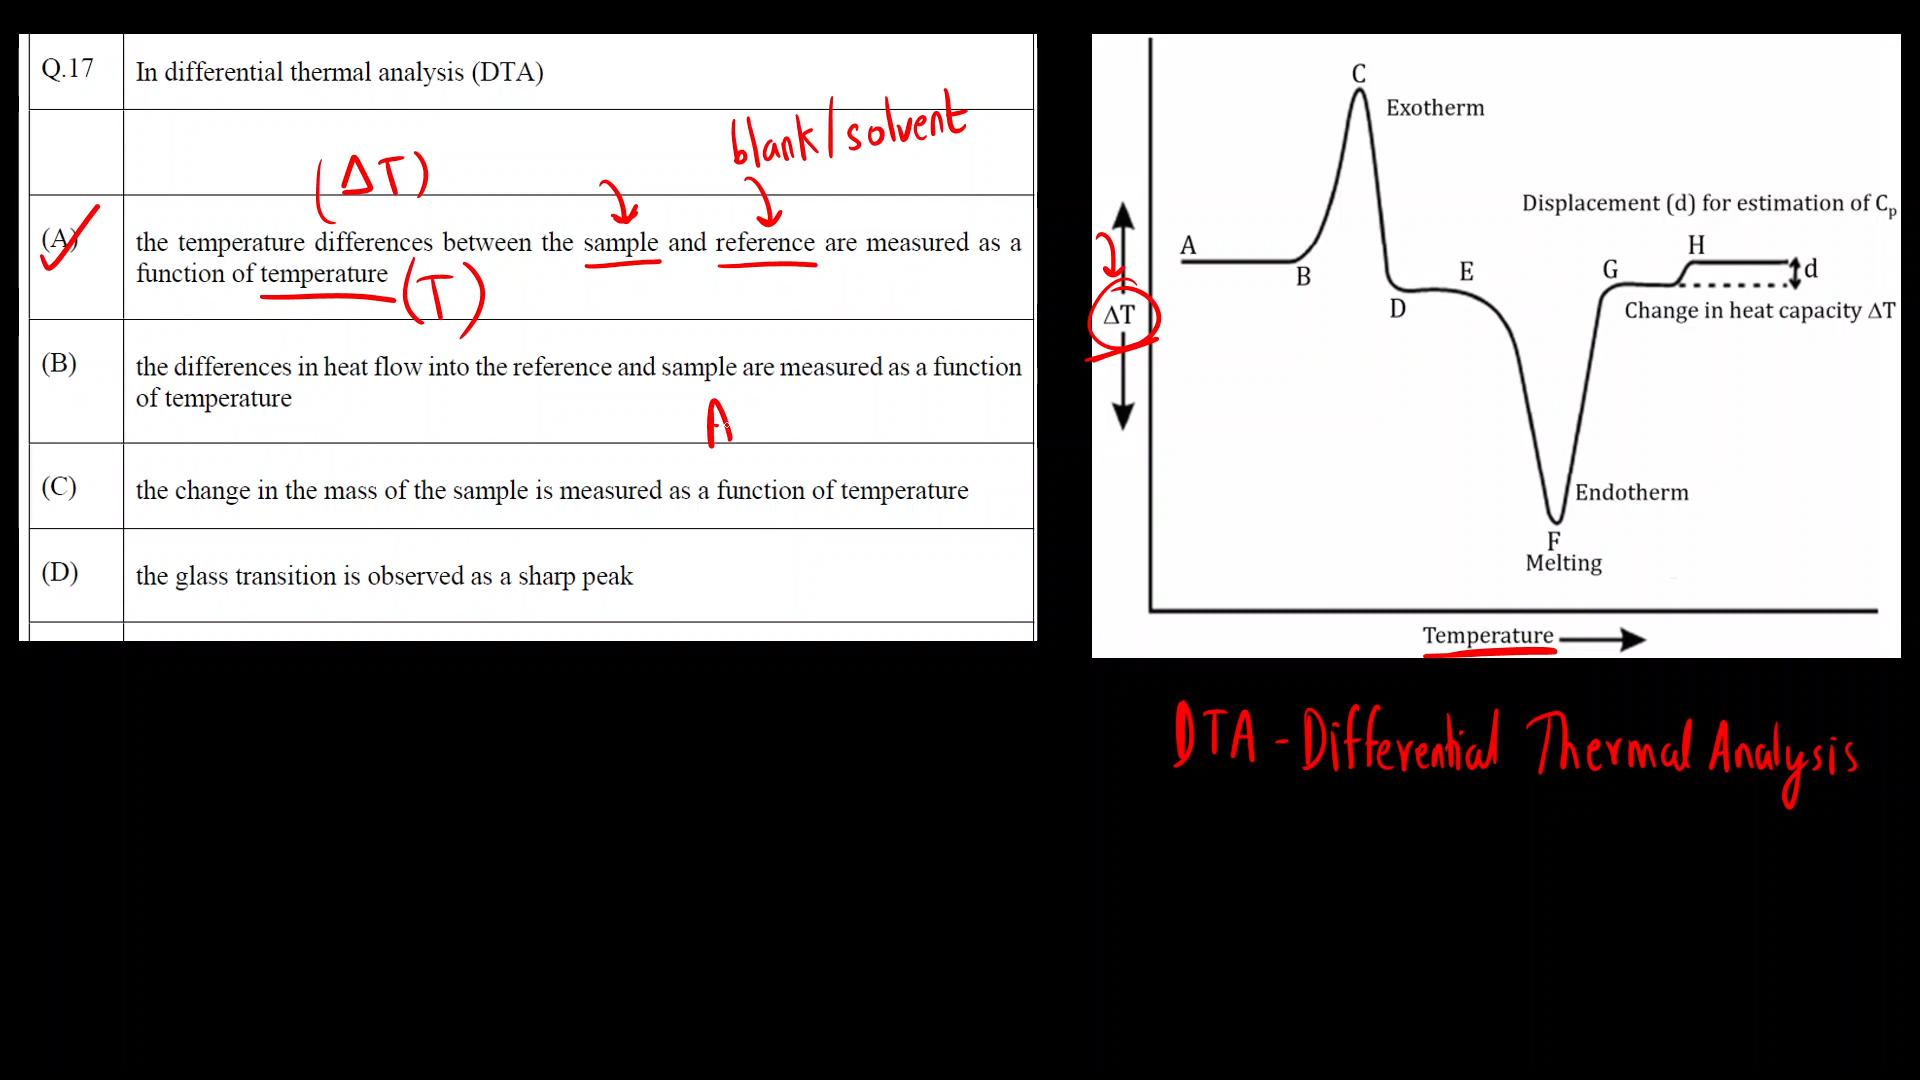 Q.17
In differential thermal analysis (DTA)
blank/solvent
(ΔT)
(A)
the temperature differences between the sample and reference are measured as a
function of temperature (T)
(B)
the differences in heat flow into the reference and sample are measured as a function
of temperature
A
(C)
the change in the mass of the sample is measured as a function of temperature
(D)
the glass transition is observed as a sharp peak
C
Exotherm
Displacement (d) for estimation of Cp
A
B
E
G
H
d
ΔT
D
Change in heat capacity ΔT
Endotherm
F
Melting
Temperature
DTA - Differential Thermal Analysis